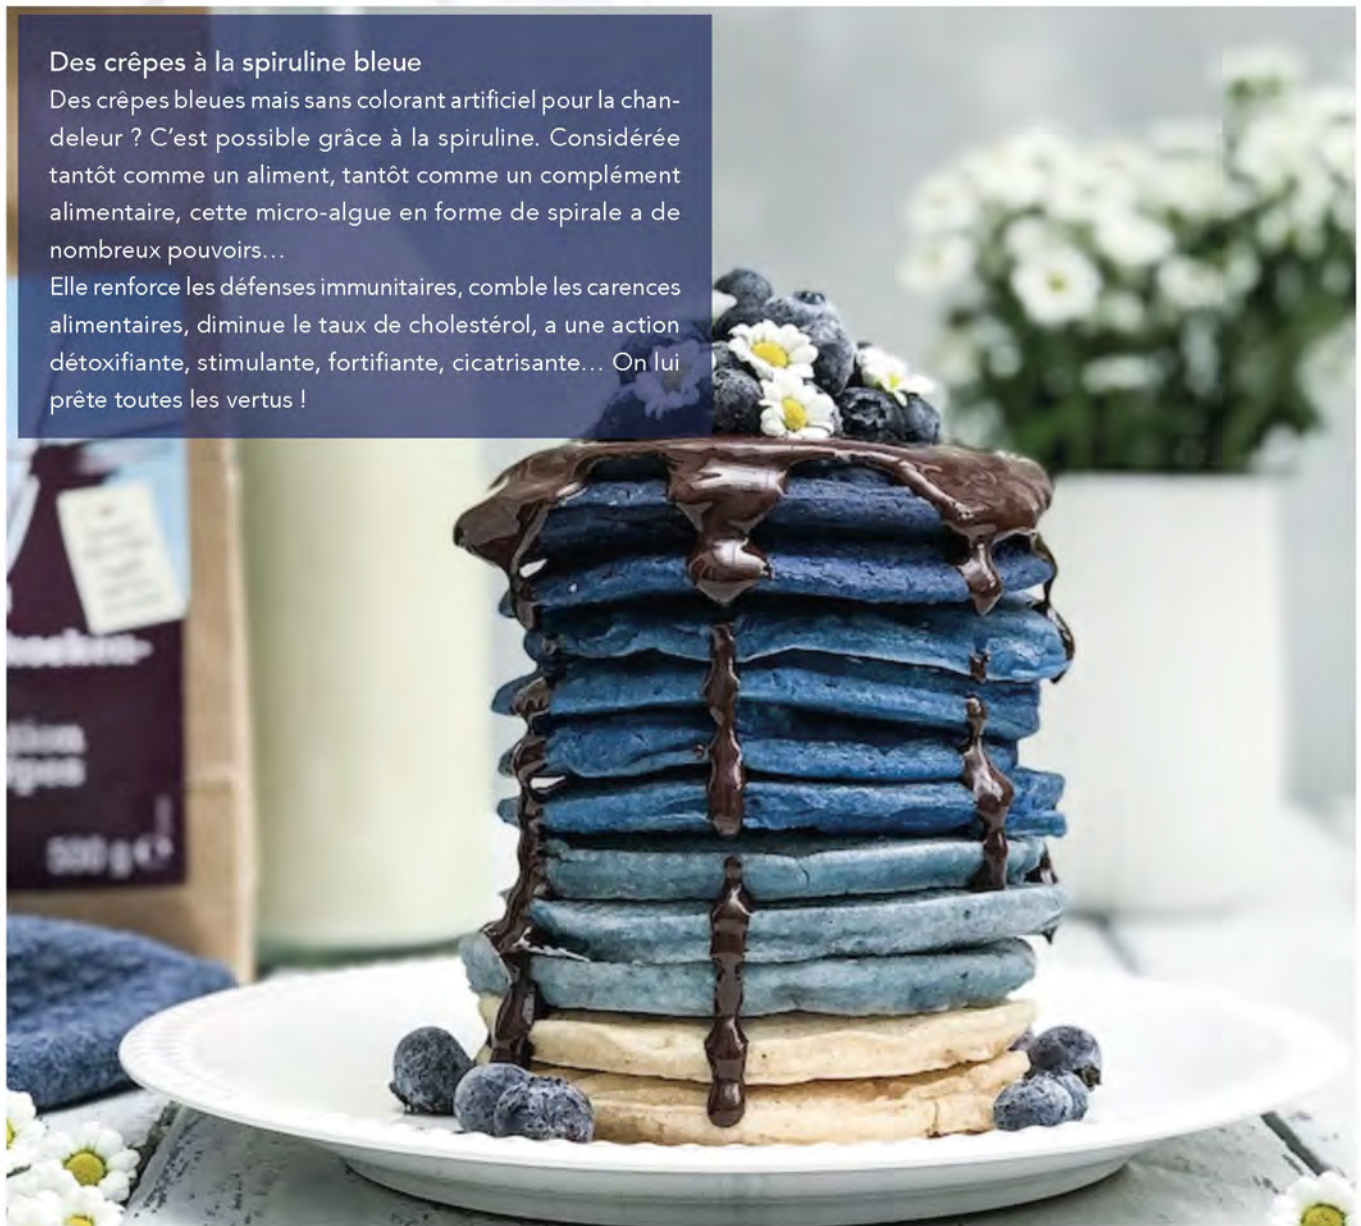 Des crêpes à la spiruline bleue
Des crêpes bleues mais sans colorant artificiel pour la chan-
deleur ? C’est possible grâce à la spiruline. Considérée
tantôt comme un aliment, tantôt comme un complément
alimentaire, cette micro-algue en forme de spirale a de
nombreux pouvoirs…
Elle renforce les défenses immunitaires, comble les carences
alimentaires, diminue le taux de cholestérol, a une action
détoxifiante, stimulante, fortifiante, cicatrisante… On lui
prête toutes les vertus !
500 g